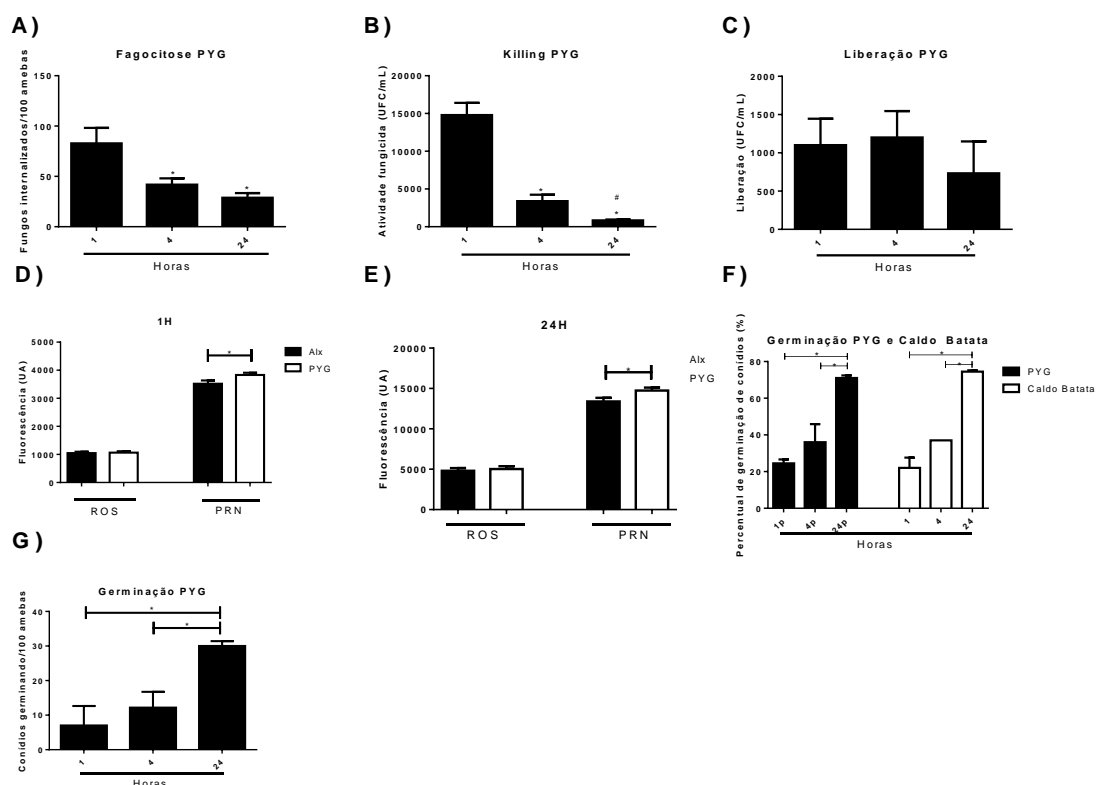 A)
Fagocitose PYG
Fungos internalizados/100 amebas
150
100
50
0
1
4
24
*
*
Horas
B)
Killing PYG
Atividade fungicida (UFC/mL)
20000
15000
10000
5000
0
1
4
24
*
#
*
Horas
C)
Liberação PYG
Liberação (UFC/mL)
2000
1500
1000
500
0
1
4
24
Horas
D)
1H
Fluorescência (UA)
5000
4000
3000
2000
1000
0
*
ROS
PRN
Alx
PYG
E)
24H
Fluorescência (UA)
20000
15000
10000
5000
0
*
ROS
PRN
Alx
PYG
F)
Germinação PYG e Caldo Batata
Percentual de germinação de conídios (%)
80
60
40
20
0
*
*
*
*
1p
4p
24p
1
4
24
Horas
PYG
Caldo Batata
G)
Germinação PYG
Conídios germinando/100 amebas
40
30
20
10
0
*
*
1
4
24
Horas